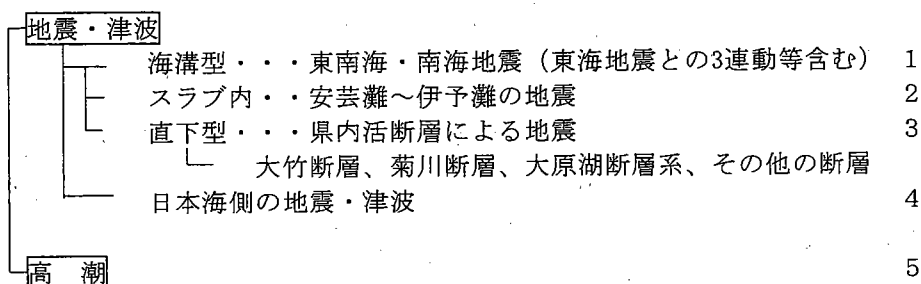 地震・津波
海溝型・・・東南海・南海地震（東海地震との3連動等含む） 1
スラブ内・・安芸灘～伊予灘の地震 2
直下型・・・県内活断層による地震 3
大竹断層、菊川断層、大原湖断層系、その他の断層
日本海側の地震・津波 4
高 潮 5